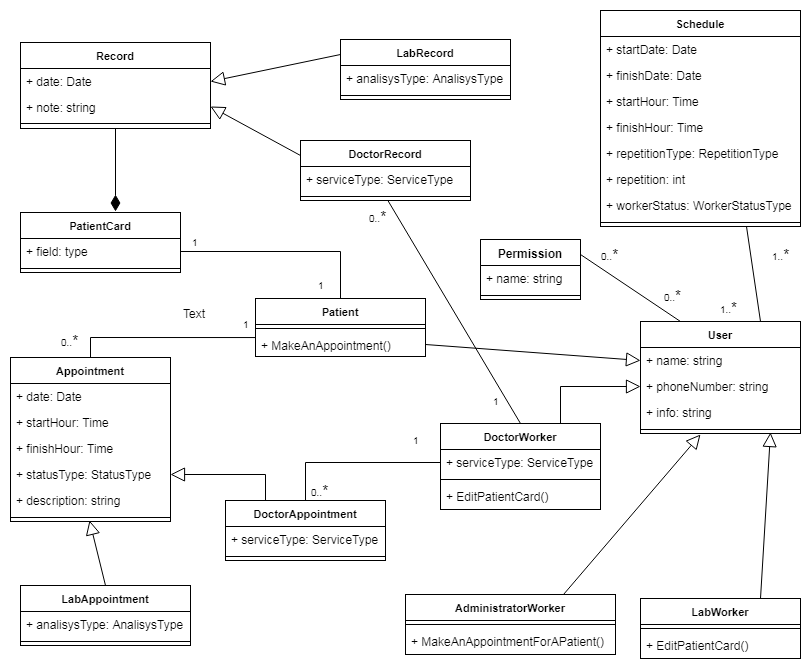 Record
+ date: Date
+ note: string
LabRecord
+ analisysType: AnalisysType
Schedule
+ startDate: Date
+ finishDate: Date
+ startHour: Time
+ finishHour: Time
+ repetitionType: RepetitionType
+ repetition: int
+ workerStatus: WorkerStatusType
DoctorRecord
+ serviceType: ServiceType
0..*
PatientCard
+ field: type
1
1
Permission
+ name: string
0..*
0..*
1..*
1..*
Patient
+ MakeAnAppointment()
Text
1
0..*
User
+ name: string
+ phoneNumber: string
+ info: string
Appointment
+ date: Date
+ startHour: Time
+ finishHour: Time
+ statusType: StatusType
+ description: string
1
DoctorWorker
+ serviceType: ServiceType
+ EditPatientCard()
1
0..*
DoctorAppointment
+ serviceType: ServiceType
LabAppointment
+ analisysType: AnalisysType
AdministratorWorker
+ MakeAnAppointmentForAPatient()
LabWorker
+ EditPatientCard()